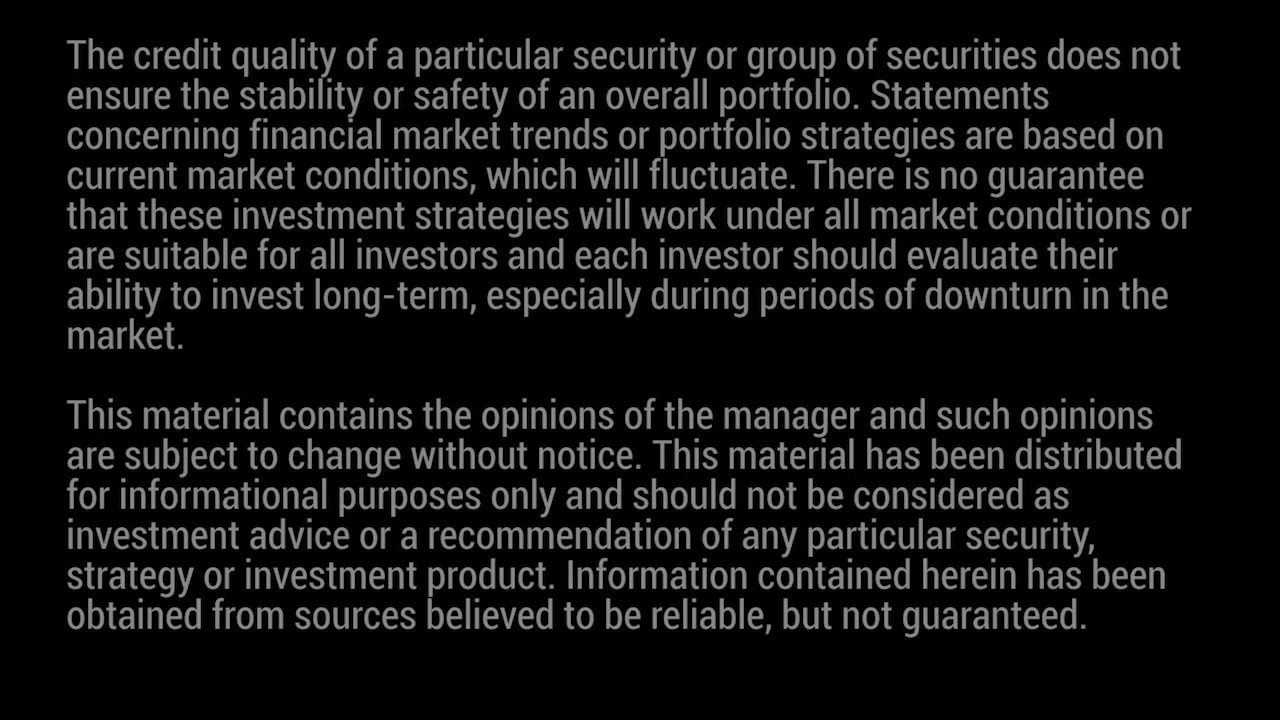 The credit quality of a particular security or group of securities does not
ensure the stability or safety of an overall portfolio. Statements
concerning financial market trends or portfolio strategies are based on
current market conditions, which will fluctuate. There is no guarantee
that these investment strategies will work under all market conditions or
are suitable for all investors and each investor should evaluate their
ability to invest long-term, especially during periods of downturn in the
market.
This material contains the opinions of the manager and such opinions
are subject to change without notice. This material has been distributed
for informational purposes only and should not be considered as
investment advice or a recommendation of any particular security,
strategy or investment product. Information contained herein has been
obtained from sources believed to be reliable, but not guaranteed.